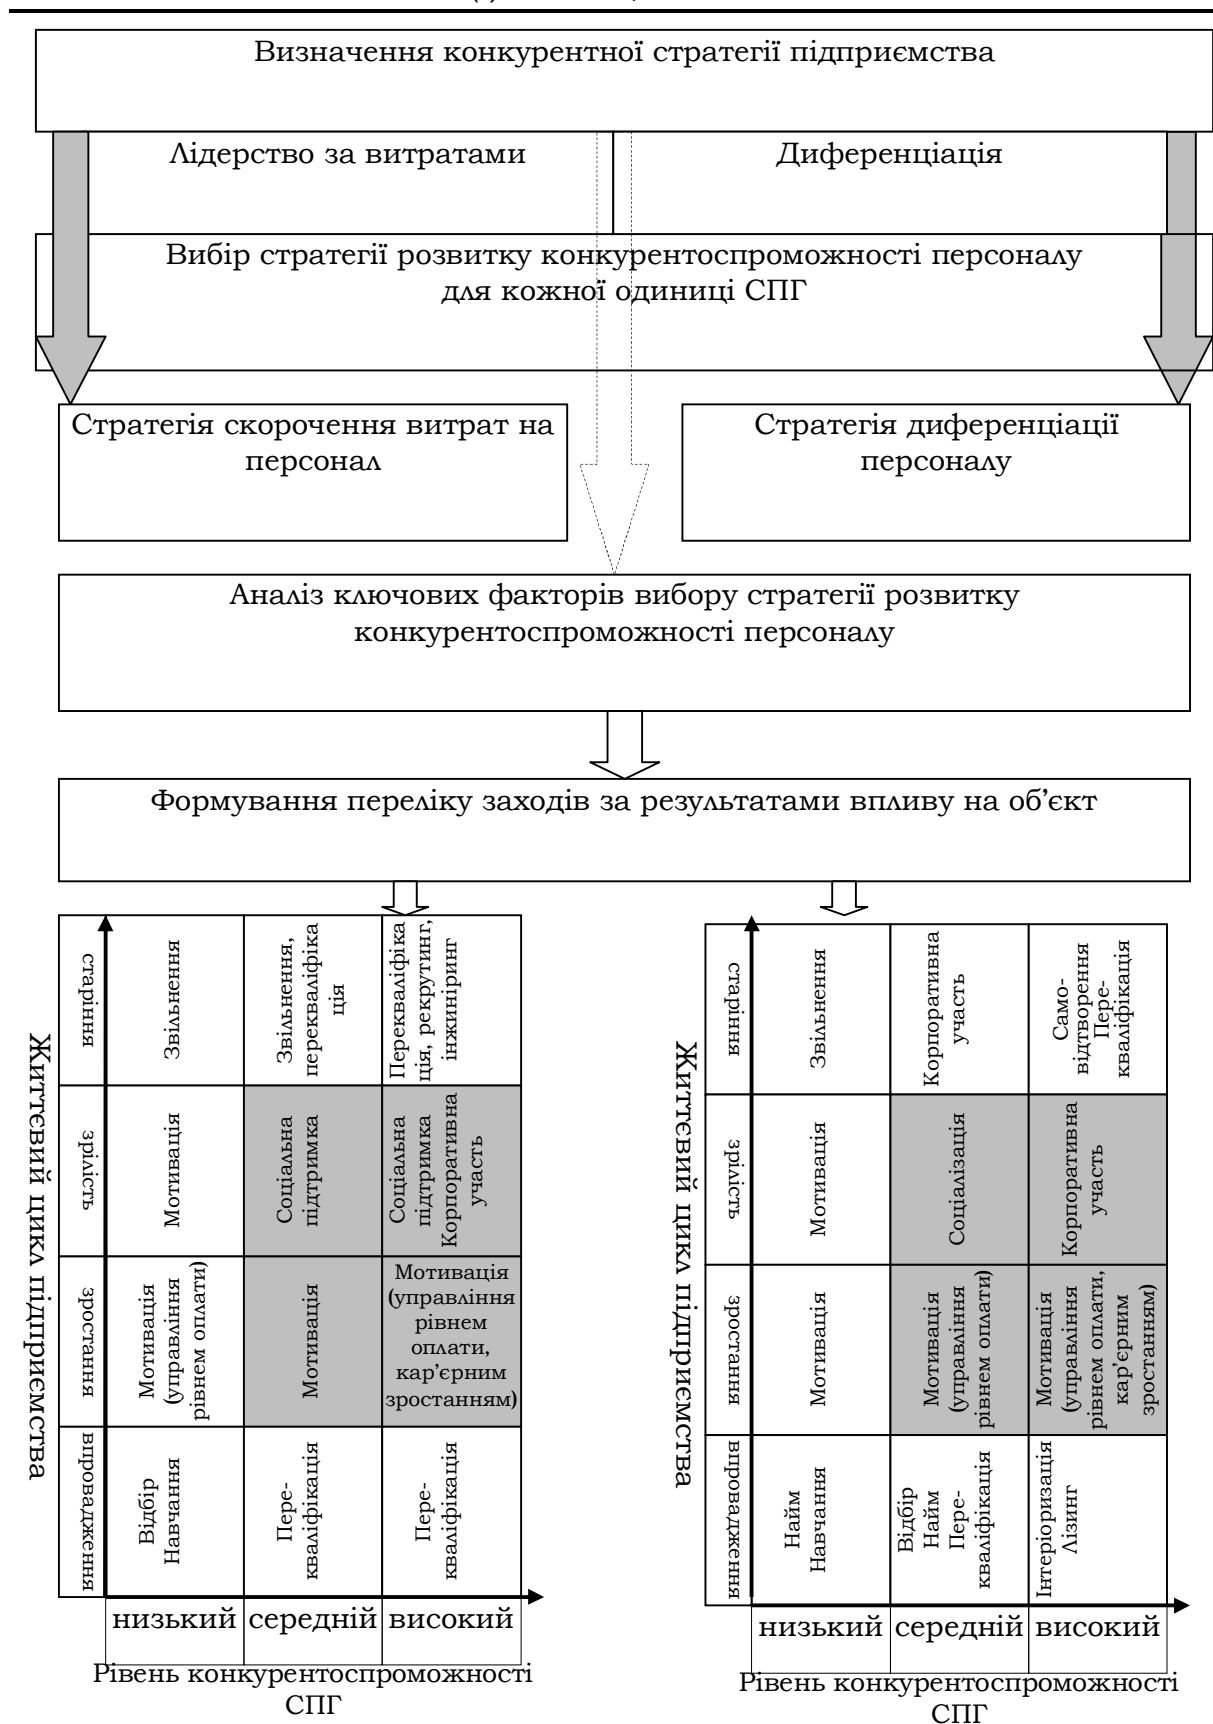 Визначення конкурентної стратегії підприємства
Лідерство за витратами
Диференціація
Вибір стратегії розвитку конкурентоспроможності персоналу
для кожної одиниці СПГ
Стратегія скорочення витрат на
персонал
Стратегія диференціації
персоналу
Аналіз ключових факторів вибору стратегії розвитку
конкурентоспроможності персоналу
Формування переліку заходів за результатами впливу на об’єкт
Життєвий цикл підприємства
старіння
Звільнення
Звільнення,
перекваліфіка
ція
Перекваліфіка
ція, рекрутинг,
інжиніринг
зрілість
Мотивація
Соціальна
підтримка
Соціальна
підтримка
Корпоративна
участь
зростання
Мотивація
(управління
рівнем оплати)
Мотивація
Мотивація
(управління
рівнем
оплати,
кар’єрним
зростанням)
впровадження
Відбір
Навчання
Пере-
кваліфікація
Пере-
кваліфікація
низький
середній
високий
Рівень конкурентоспроможності
СПГ
Життєвий цикл підприємства
старіння
Звільнення
Корпоративна
участь
Само-
відтворення
Пере-
кваліфікація
зрілість
Мотивація
Соціалізація
Корпоративна
участь
зростання
Мотивація
Мотивація
(управління
рівнем оплати)
Мотивація
(управління
рівнем оплати,
кар’єрним
зростанням)
впровадження
Найм
Навчання
Відбір
Найм
Пере-
кваліфікація
Інтеріоризація
Лізинг
низький
середній
високий
Рівень конкурентоспроможності
СПГ